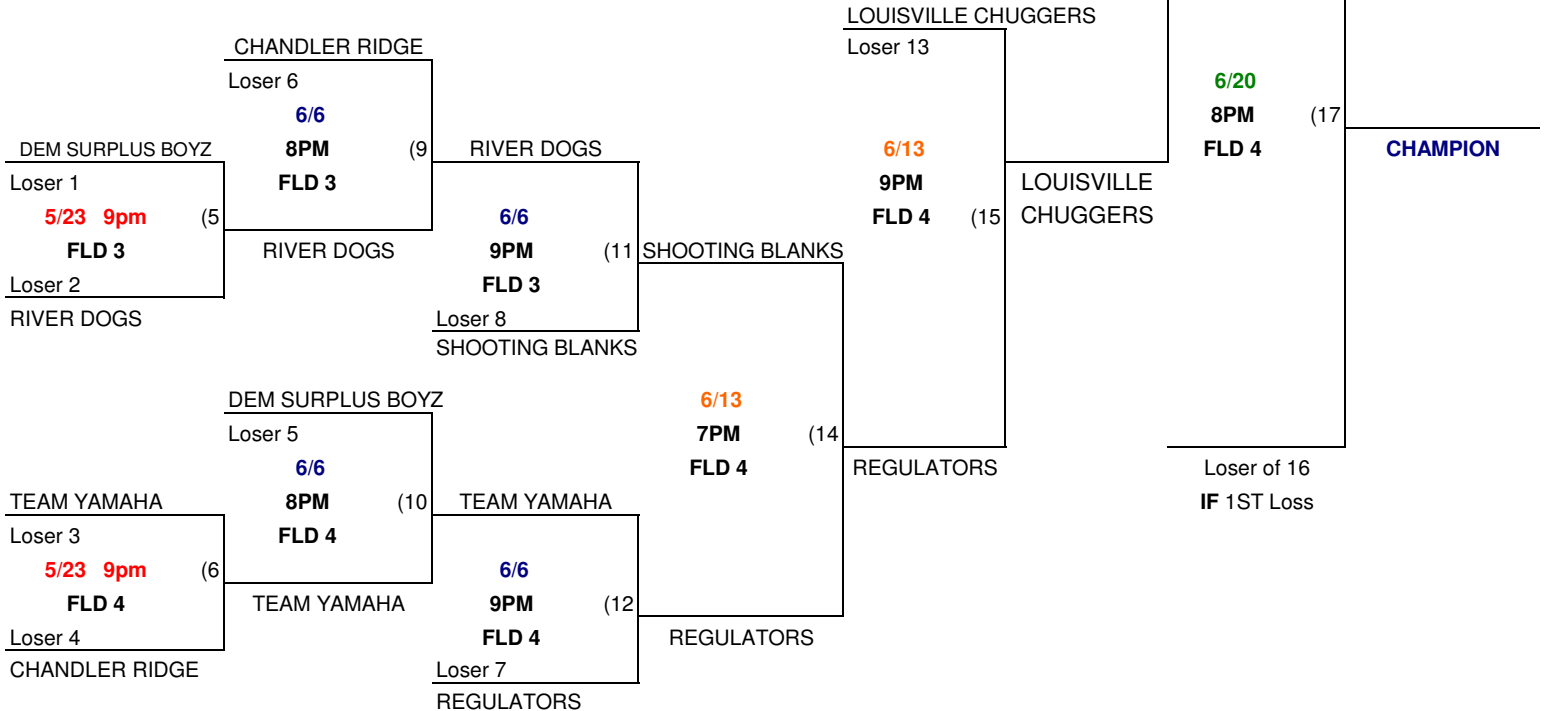 LOUISVILLE CHUGGERS
CHANDLER RIDGE
Loser 13
Loser 6
6/20
6/6
8PM (17
DEM SURPLUS BOYZ
8PM (9
RIVER DOGS
6/13
FLD 4
CHAMPION
Loser 1
FLD 3
9PM
LOUISVILLE
5/23 9pm (5
6/6
FLD 4 (15
CHUGGERS
FLD 3
RIVER DOGS
9PM (11
SHOOTING BLANKS
Loser 2
FLD 3
RIVER DOGS
Loser 8
SHOOTING BLANKS
DEM SURPLUS BOYZ
6/13
Loser 5
7PM (14
6/6
FLD 4
REGULATORS
Loser of 16
TEAM YAMAHA
8PM (10
TEAM YAMAHA
IF 1ST Loss
Loser 3
FLD 4
5/23 9pm (6
6/6
FLD 4
TEAM YAMAHA
9PM (12
Loser 4
FLD 4
REGULATORS
CHANDLER RIDGE
Loser 7
REGULATORS